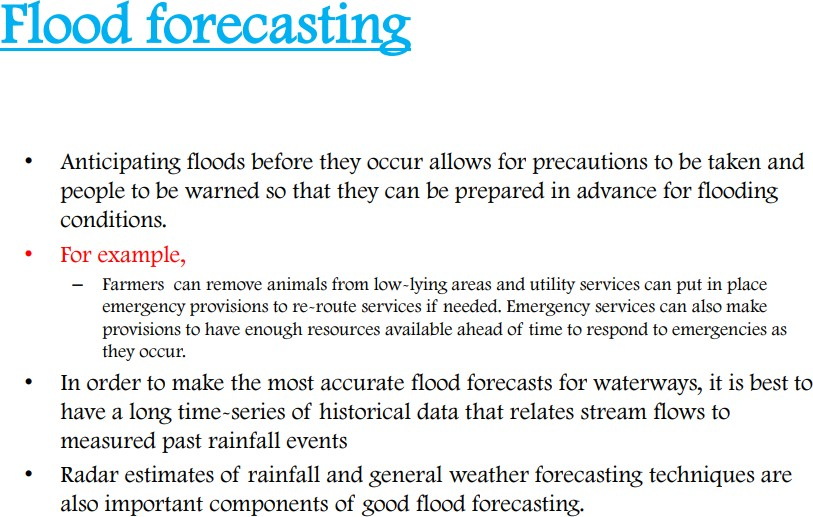 Flood forecasting
• Anticipating floods before they occur allows for precautions to be taken and
people to be warned so that they can be prepared in advance for flooding
conditions.
• For example,
– Farmers can remove animals from low-lying areas and utility services can put in place
emergency provisions to re-route services if needed. Emergency services can also make
provisions to have enough resources available ahead of time to respond to emergencies as
they occur.
• In order to make the most accurate flood forecasts for waterways, it is best to
have a long time-series of historical data that relates stream flows to
measured past rainfall events
• Radar estimates of rainfall and general weather forecasting techniques are
also important components of good flood forecasting.